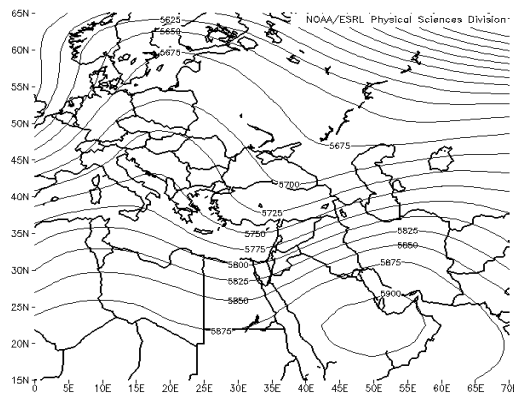 NOAA/ESRL Physical Sciences Division
65N
60N
55N
50N
45N
40N
35N
30N
25N
20N
15N
5625
5650
5675
5675
5700
5725
5750
5775
5800
5825
5850
5875
5825
5850
5875
5900
0 5E 10E 15E 20E 25E 30E 35E 40E 45E 50E 55E 60E 65E 70E